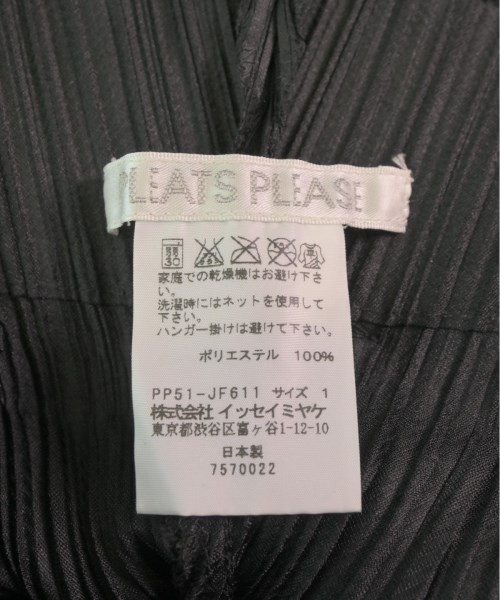 PLEATS PLEASE
30
家庭での乾燥機はお避け下さ
い。
洗濯時にはネットを使用して
下さい。
ハンガー掛けは避けて下さい。
ポリエステル 100%
PP51-JF611 サイズ 1
株式会社 イッセイミヤケ
東京都渋谷区富ヶ谷1-12-10
日本製
7570022